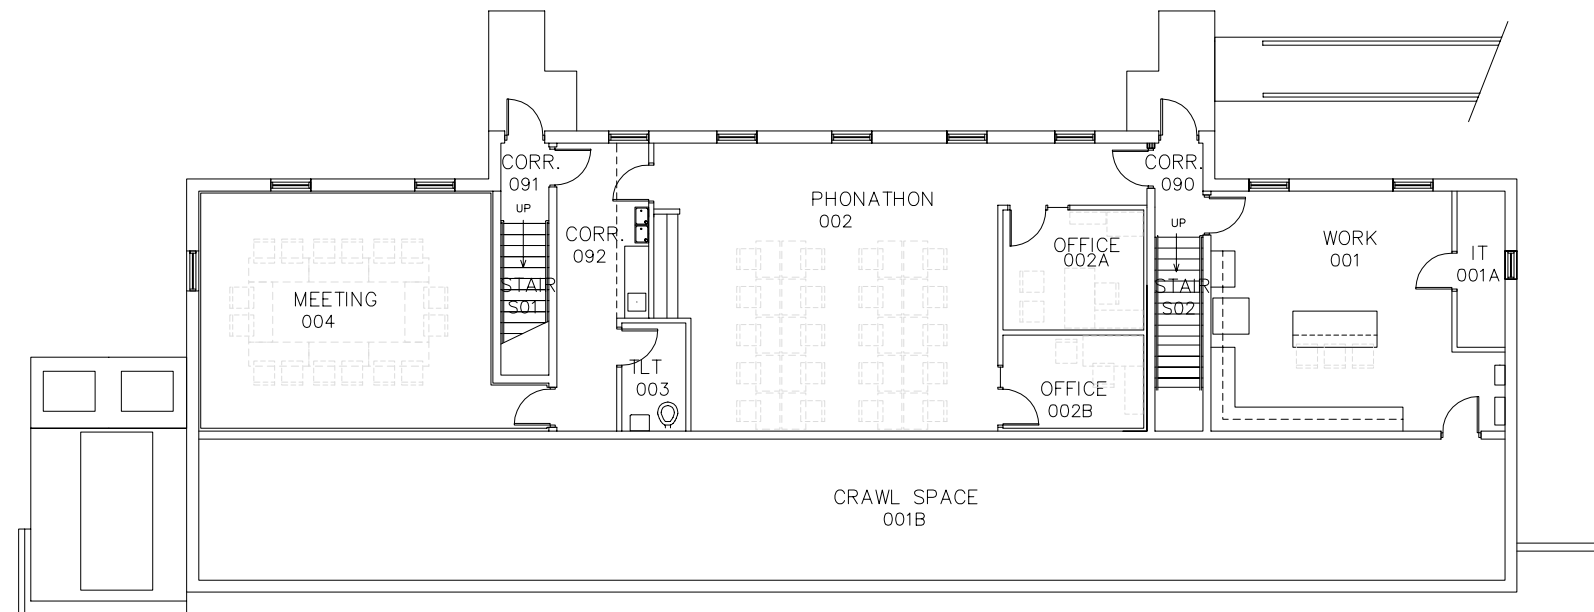 CORR.
091
UP
STAIR
S01
CORR.
092
MEETING
004
TLT
003
PHONATHON
002
OFFICE
002A
OFFICE
002B
CORR.
090
UP
STAIR
S02
WORK
001
IT
001A
CRAWL SPACE
001B